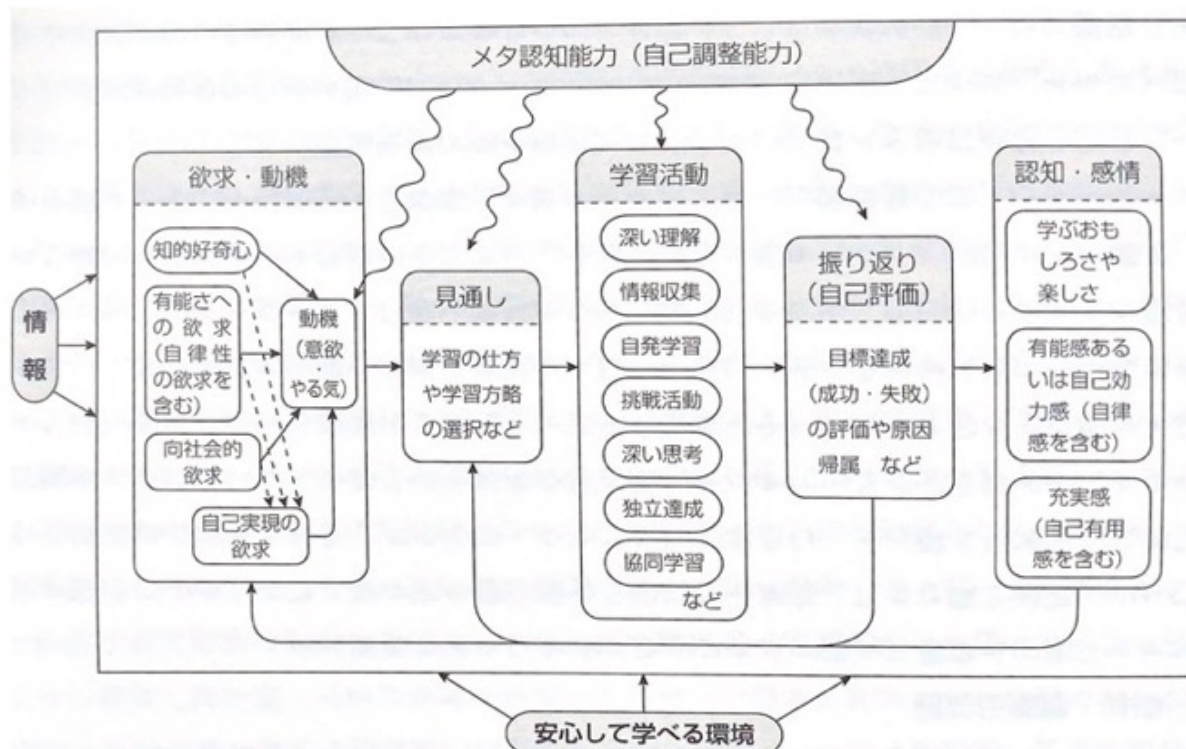 メタ認知能力（自己調整能力）
情
報
欲求・動機
知的好奇心
有能さへ
の欲求
（自律性
の欲求を
含む）
向社会的
欲求
自己実現の
欲求
動機
（意欲
やる気）
見通し
学習の仕方
や学習方略
の選択など
学習活動
深い理解
情報収集
自発学習
挑戦活動
深い思考
独立達成
協同学習
など
振り返り
（自己評価）
目標達成
（成功・失敗）
の評価や原因
帰属　など
認知・感情
学ぶおも
しろさや
楽しさ
有能感ある
いは自己効
力感（自律
感を含む）
充実感
（自己有用
感を含む）
安心して学べる環境